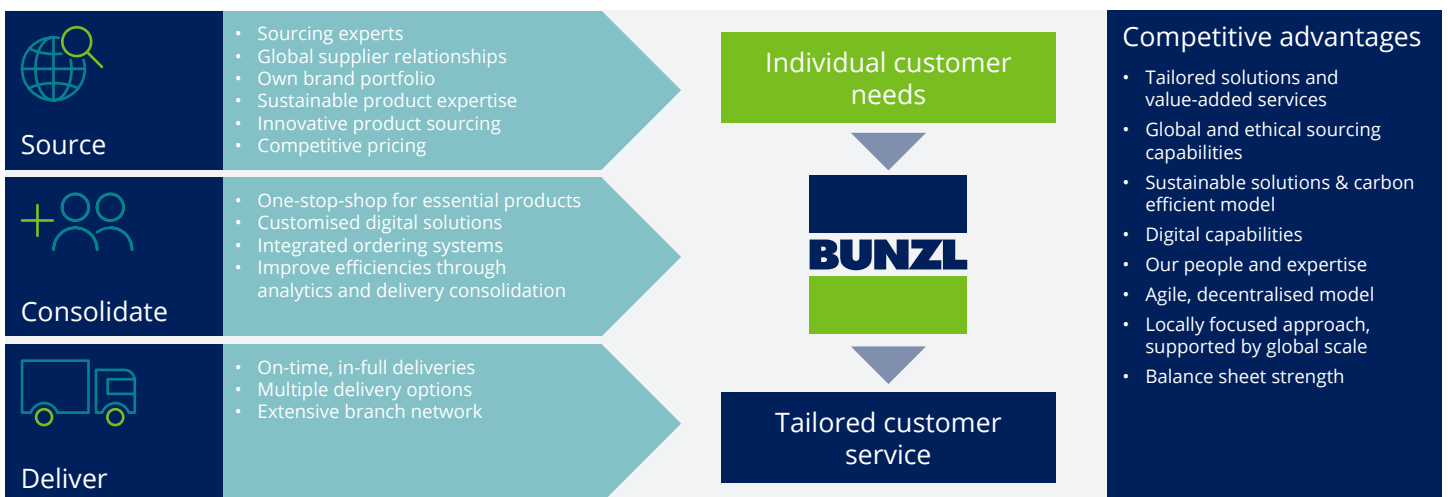 Source
• Sourcing experts
• Global supplier relationships
• Own brand portfolio
• Sustainable product expertise
• Innovative product sourcing
• Competitive pricing
Consolidate
• One-stop-shop for essential products
• Customised digital solutions
• Integrated ordering systems
• Improve efficiencies through
analytics and delivery consolidation
Deliver
• On-time, in-full deliveries
• Multiple delivery options
• Extensive branch network
Individual customer
needs
BUNZL
Tailored customer
service
Competitive advantages
• Tailored solutions and
value-added services
• Global and ethical sourcing
capabilities
• Sustainable solutions & carbon
efficient model
• Digital capabilities
• Our people and expertise
• Agile, decentralised model
• Locally focused approach,
supported by global scale
• Balance sheet strength